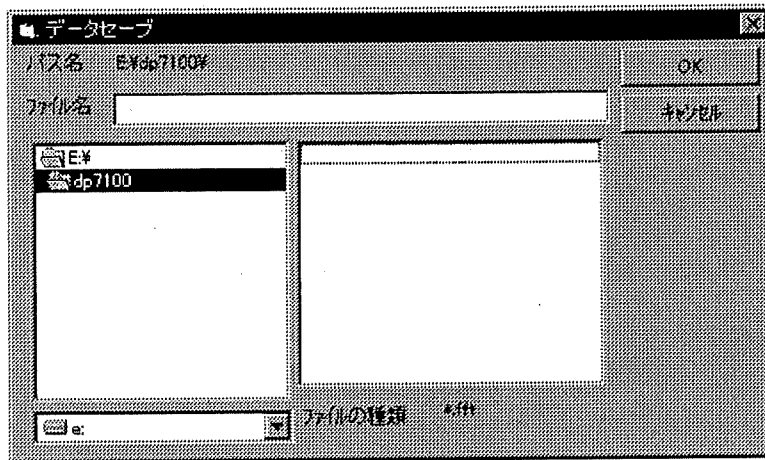 データセーブ
パス名 E:¥dp7100¥
OK
ファイル名
キャンセル
E:¥
dp7100
e:
ファイルの種類 *.fft